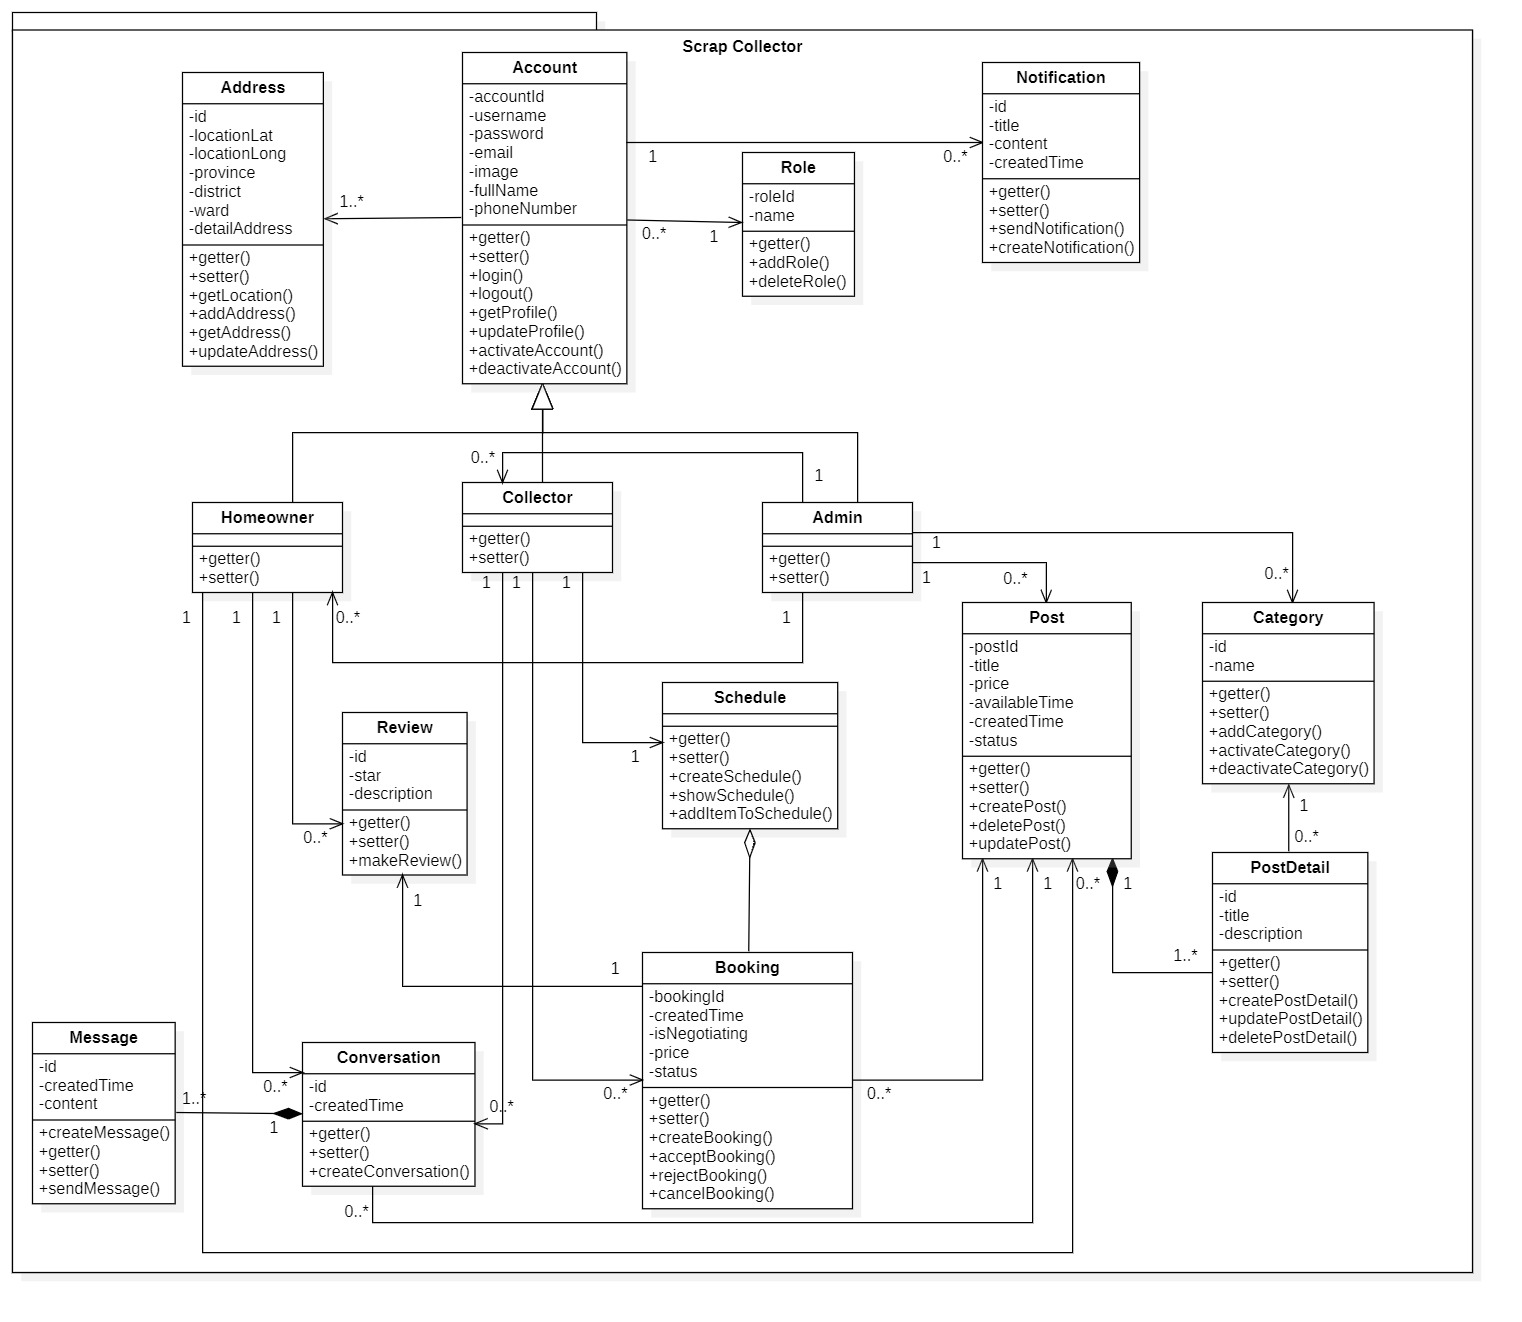 Scrap Collector
Address
-id
-locationLat
-locationLong
-province
-district
-ward
-detailAddress
+getter()
+setter()
+getLocation()
+addAddress()
+getAddress()
+updateAddress()
1..*
Account
-accountId
-username
-password
-email
-image
-fullName
-phoneNumber
+getter()
+setter()
+login()
+logout()
+getProfile()
+updateProfile()
+activateAccount()
+deactivateAccount()
1
0..*
0..*
1
Role
-roleId
-name
+getter()
+addRole()
+deleteRole()
Notification
-id
-title
-content
-createdTime
+getter()
+setter()
+sendNotification()
+createNotification()
0..*
1
Homeowner
+getter()
+setter()
1
1
1
0..*
Collector
+getter()
+setter()
1
1
1
Admin
+getter()
+setter()
1
1
1
0..*
0..*
Post
-postId
-title
-price
-availableTime
-createdTime
-status
+getter()
+setter()
+createPost()
+deletePost()
+updatePost()
1
1
0..*
1
Category
-id
-name
+getter()
+setter()
+addCategory()
+activateCategory()
+deactivateCategory()
1
0..*
Schedule
+getter()
+setter()
+createSchedule()
+showSchedule()
+addItemToSchedule()
1
Review
-id
-star
-description
+getter()
+setter()
+makeReview()
0..*
1
PostDetail
-id
-title
-description
+getter()
+setter()
+createPostDetail()
+updatePostDetail()
+deletePostDetail()
1..*
1
Booking
-bookingId
-createdTime
-isNegotiating
-price
-status
+getter()
+setter()
+createBooking()
+acceptBooking()
+rejectBooking()
+cancelBooking()
0..*
0..*
Message
-id
-createdTime
-content
+createMessage()
+getter()
+setter()
+sendMessage()
1..*
1
0..*
Conversation
-id
-createdTime
+getter()
+setter()
+createConversation()
0..*
0..*